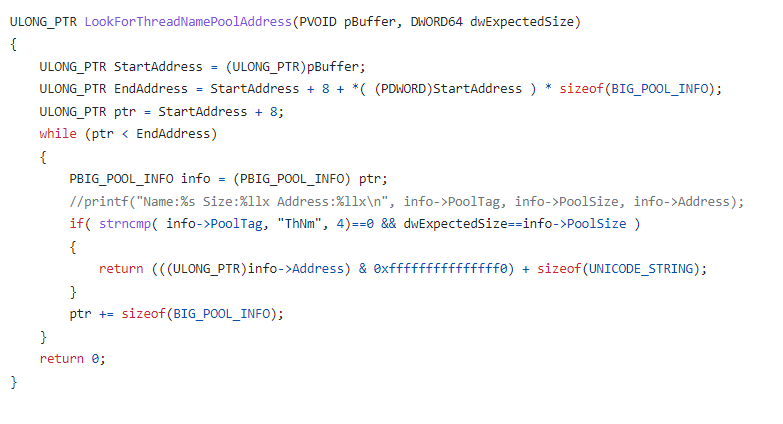 ULONG_PTR LookForThreadNamePoolAddress(PVOID pBuffer, DWORD64 dwExpectedSize)
{
    ULONG_PTR StartAddress = (ULONG_PTR)pBuffer;
    ULONG_PTR EndAddress = StartAddress + 8 + *( (PDWORD)StartAddress ) * sizeof(BIG_POOL_INFO);
    ULONG_PTR ptr = StartAddress + 8;
    while (ptr < EndAddress)
    {
        PBIG_POOL_INFO info = (PBIG_POOL_INFO) ptr;
        //printf("Name:%s Size:%llx Address:%llx\n", info->PoolTag, info->PoolSize, info->Address);
        if( strncmp( info->PoolTag, "ThNm", 4)==0 && dwExpectedSize==info->PoolSize )
        {
            return (((ULONG_PTR)info->Address) & 0xfffffffffffffff0) + sizeof(UNICODE_STRING);
        }
        ptr += sizeof(BIG_POOL_INFO);
    }
    return 0;
}